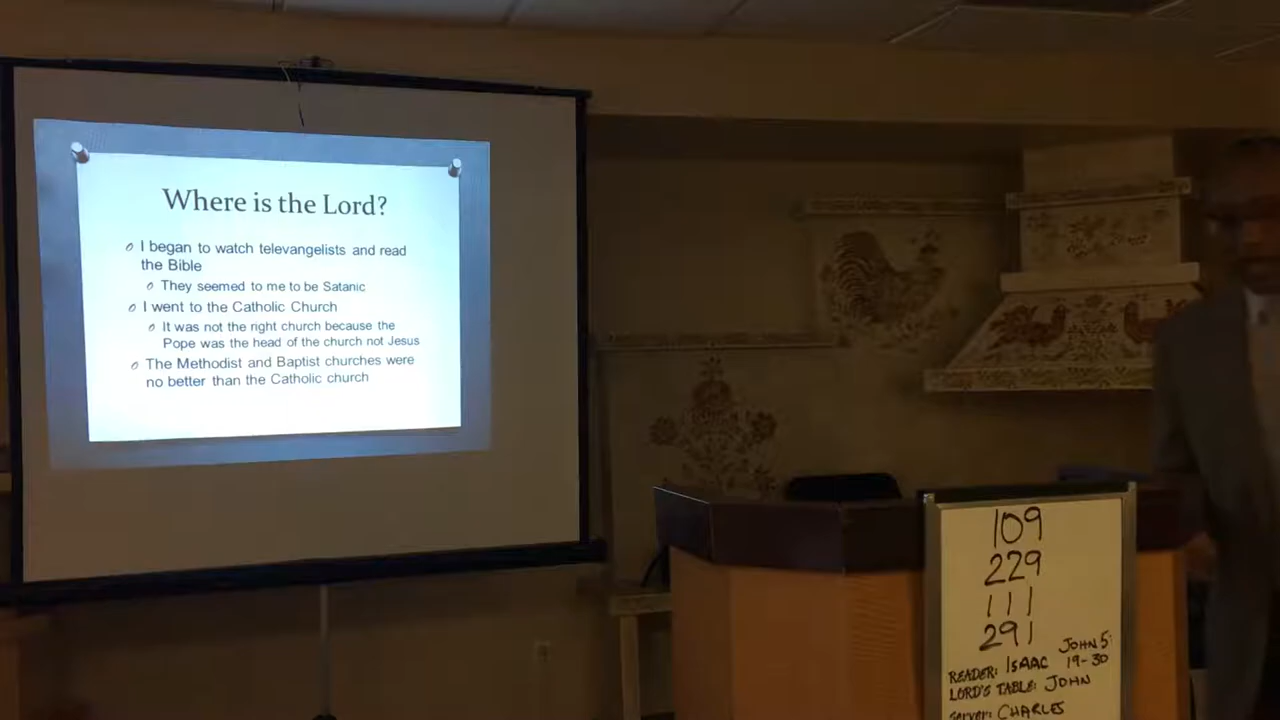 Where is the Lord?
I began to watch televangelists and read
the Bible
They seemed to me to be Satanic
I went to the Catholic Church
It was not the right church because the
Pope was the head of the church not Jesus
The Methodist and Baptist churches were
no better than the Catholic church
109
229
111
291
JOHN 5:
READER: ISAAC 19-30
LORD'S TABLE: JOHN
Server: CHARLES